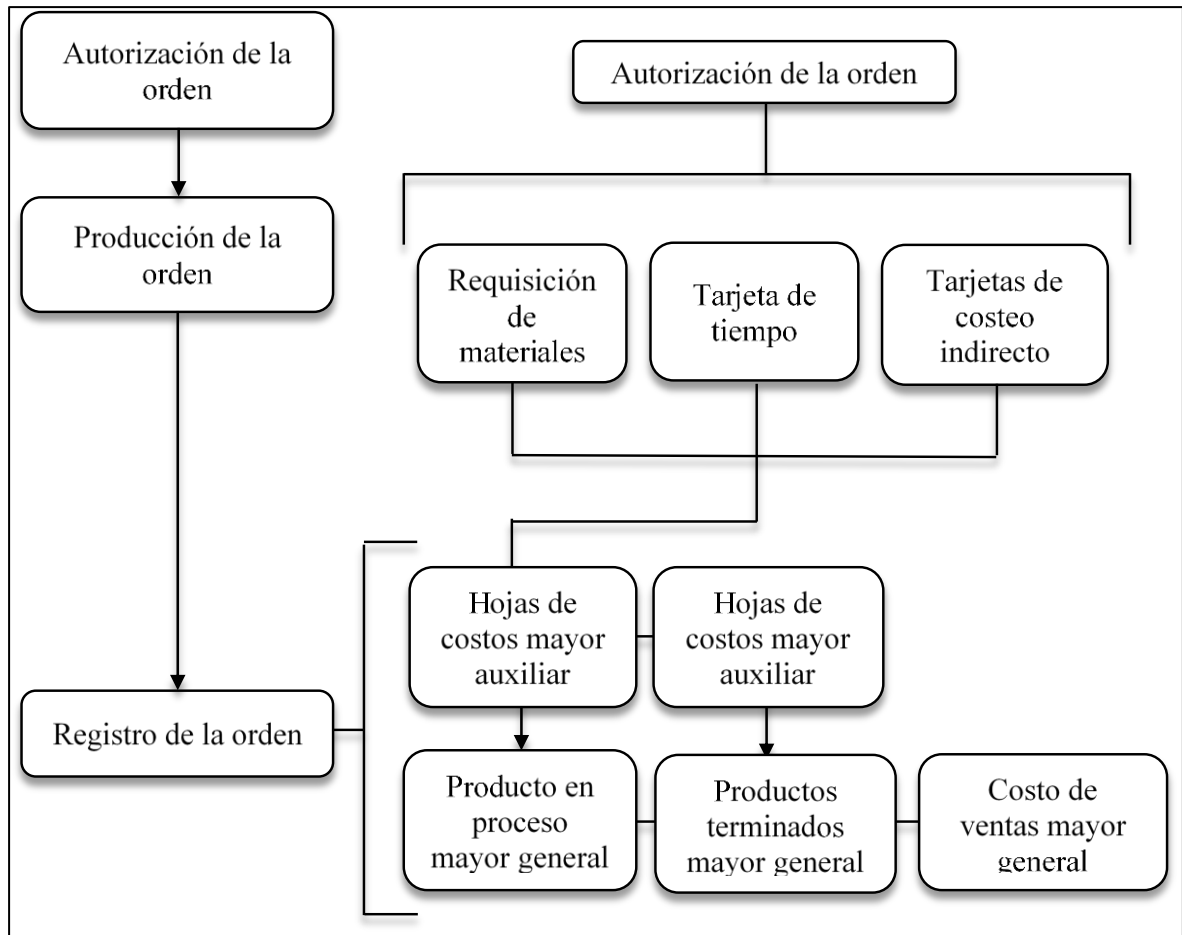 Autorización de la
orden
Autorización de la orden
Producción de la
orden
Requisición
de
materiales
Tarjeta de
tiempo
Tarjetas de
costeo
indirecto
Hojas de
costos mayor
auxiliar
Hojas de
costos mayor
auxiliar
Registro de la orden
Producto en
proceso
mayor general
Productos
terminados
mayor general
Costo de
ventas mayor
general